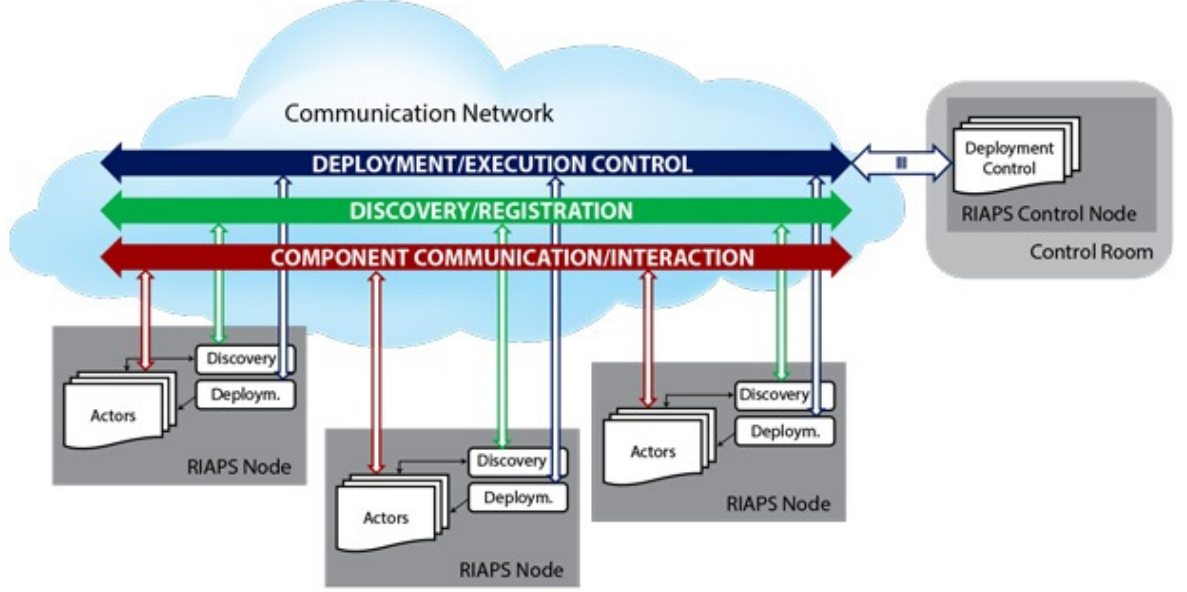 Communication Network
DEPLOYMENT/EXECUTION CONTROL
III
Deployment
Control
DISCOVERY/REGISTRATION
RIAPS Control Node
COMPONENT COMMUNICATION/INTERACTION
Control Room
Discovery
Deploym.
Actors
RIAPS Node
Discovery
Deploym.
Actors
RIAPS Node
Discovery
Deploym.
Actors
RIAPS Node